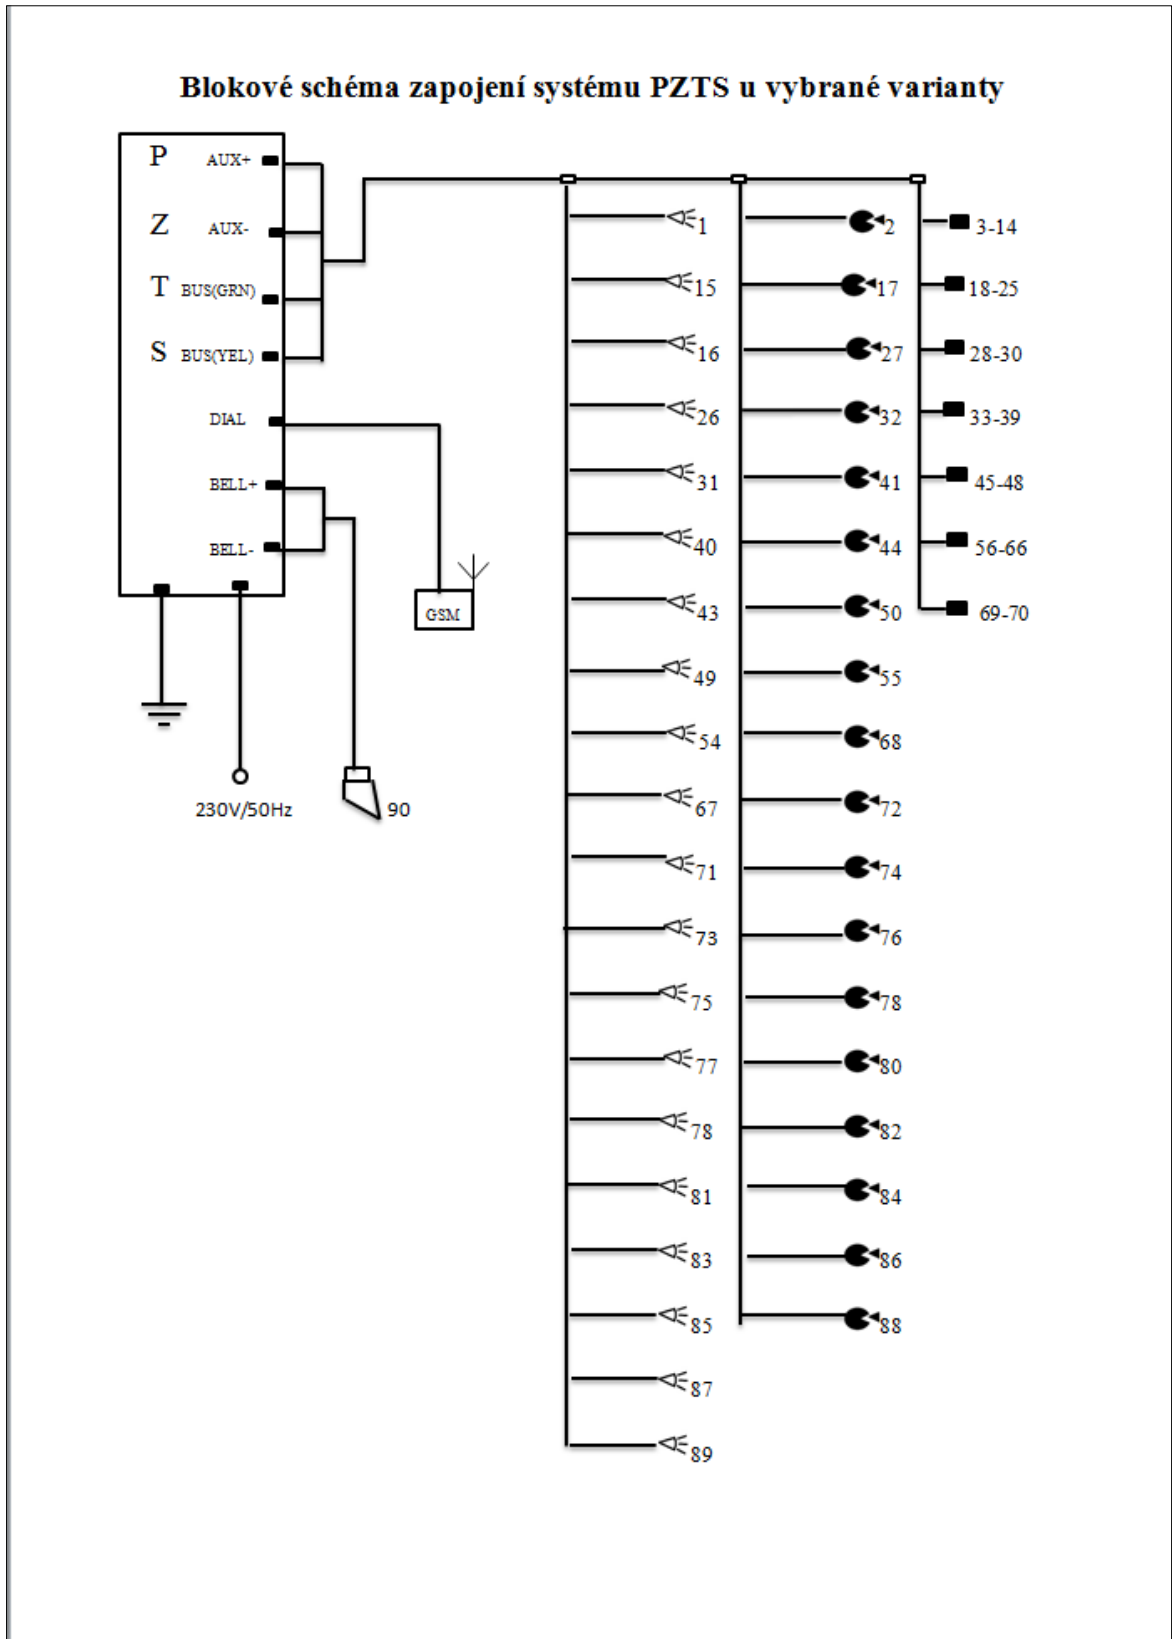 Blokové schéma zapojení systému PZTS u vybrané varianty
P AUX+
Z AUX-
T BUS(GRN)
S BUS(YEL)
DIAL
BELL+
BELL-
GSM
230V/50Hz
90
1 2 3-14
15 17 18-25
16 27 28-30
26 32 33-39
31 41 45-48
40 44 56-66
43 50 69-70
49 55
54 68
67 72
71 74
73 76
75 78
77 80
78 82
81 84
83 86
85 88
87
89